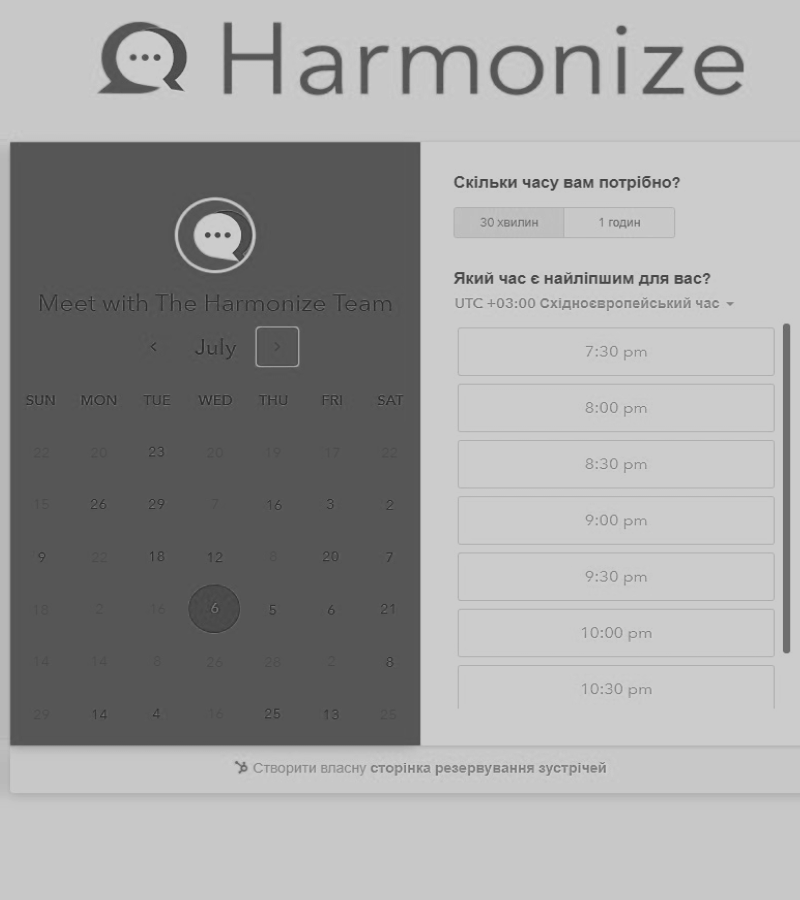 Harmonize
Meet with The Harmonize Team
July
SUN MON TUE WED THU FRI SAT
22 20 23 20 19 17 22
15 26 29 7 16 3 2
9 22 18 12 8 20 7
18 2 16 6 5 6 21
14 14 8 26 28 2 8
29 14 4 16 25 13 25
Скільки часу вам потрібно?
30 хвилин 1 годин
Який час є найліпшим для вас?
UTC +03:00 Східноєвропейський час
7:30 pm
8:00 pm
8:30 pm
9:00 pm
9:30 pm
10:00 pm
10:30 pm
Створити власну сторінка резервування зустрічей